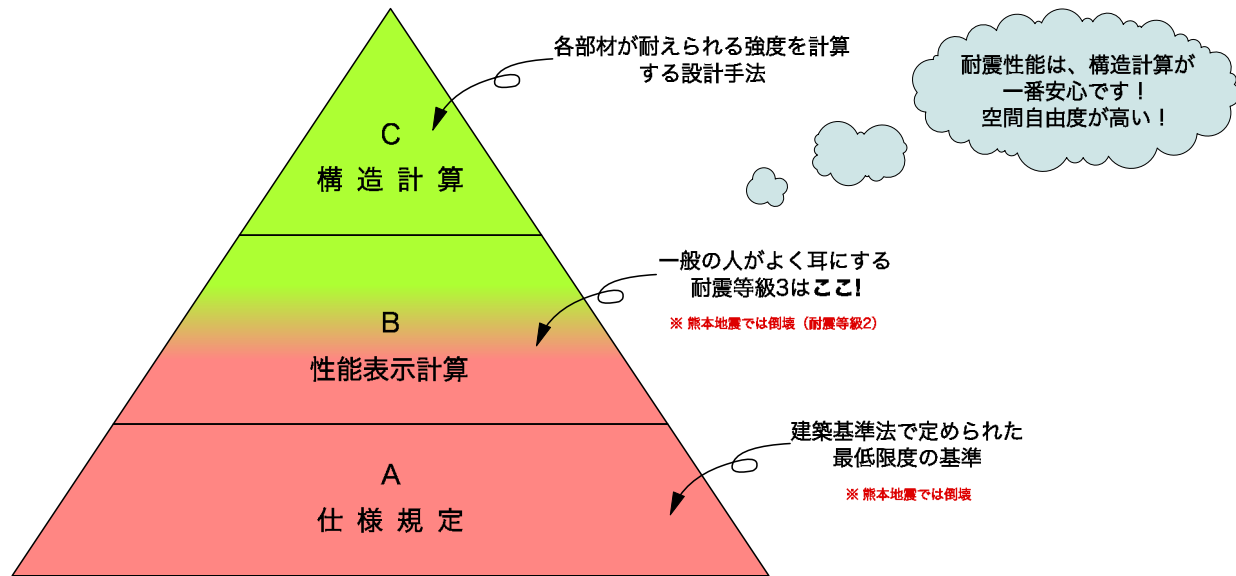 各部材が耐えられる強度を計算
する設計手法
耐震性能は、構造計算が
一番安心です！
空間自由度が高い！
C
構造計算
一般の人がよく耳にする
耐震等級3はここ!
※ 熊本地震では倒壊（耐震等級2）
B
性能表示計算
建築基準法で定められた
最低限度の基準
※ 熊本地震では倒壊
A
仕様規定